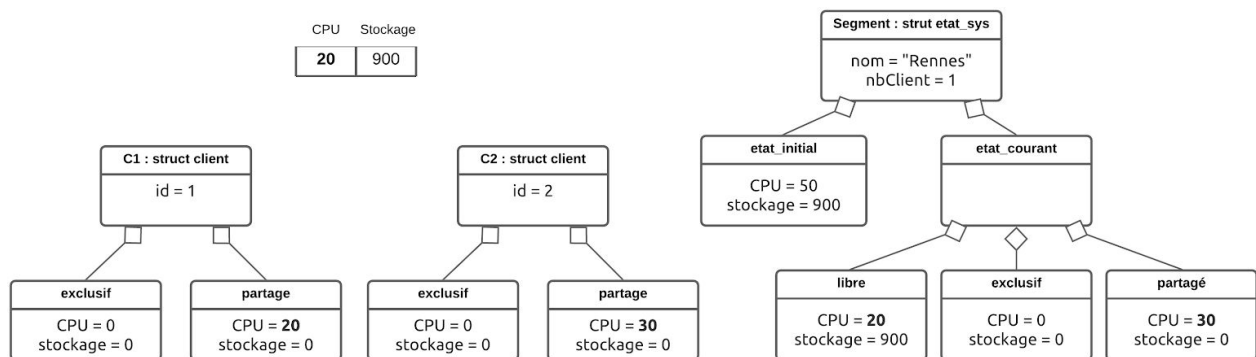 CPU Stockage
20 900
Segment : strut etat_sys
nom = "Rennes"
nbClient = 1
C1 : struct client
id = 1
C2 : struct client
id = 2
etat_initial
CPU = 50
stockage = 900
etat_courant
exclusif
CPU = 0
stockage = 0
partage
CPU = 20
stockage = 0
exclusif
CPU = 0
stockage = 0
partage
CPU = 30
stockage = 0
libre
CPU = 20
stockage = 900
exclusif
CPU = 0
stockage = 0
partagé
CPU = 30
stockage = 0